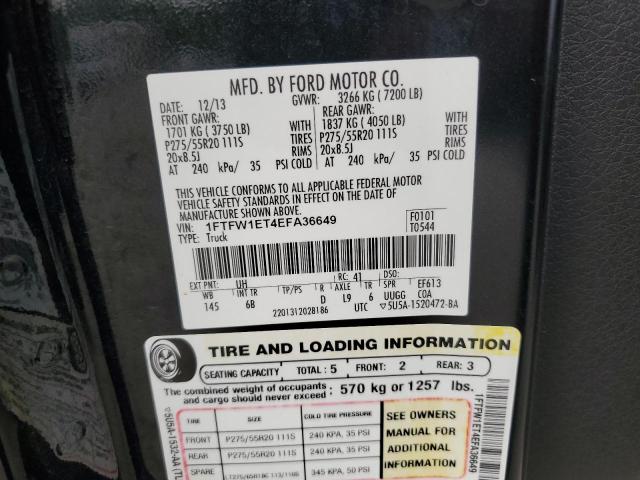 MFD. BY FORD MOTOR CO.
DATE: 12/13 GVWR: 3266 KG ( 7200 LB)
FRONT GAWR: REAR GAWR:
1701 KG ( 3750 LB) WITH 1837 KG ( 4050 LB) WITH
P275/55R20 111S TIRES P275/55R20 111S TIRES
20x8.5J RIMS 20x8.5J RIMS
AT 240 kPa/ 35 PSI COLD AT 240 kPa/ 35 PSI COLD
THIS VEHICLE CONFORMS TO ALL APPLICABLE FEDERAL MOTOR
VEHICLE SAFETY STANDARDS IN EFFECT ON THE DATE OF
MANUFACTURE SHOWN ABOVE.
VIN: 1FTFW1ET4EFA36649 F0101
TYPE: Truck T0544
EXT PNT: UH RC: 41 DSO:
WB INT TR TP/PS R AXLE TR SPR EF613
145 6B D L9 6 UUGG COA
2201312028186 UTC ▽5U5A-1520472-BA
TIRE AND LOADING INFORMATION
SEATING CAPACITY TOTAL : 5 FRONT: 2 REAR: 3
The combined weight of occupants and cargo should never exceed: 570 kg or 1257 lbs.
TIRE SIZE COLD TIRE PRESSURE
FRONT P275/55R20 111S 240 KPA, 35 PSI
REAR P275/55R20 111S 240 KPA, 35 PSI
SPARE 345 KPA, 50 PSI
SEE OWNERS
MANUAL FOR
ADDITIONAL
INFORMATION
1FTFW1ET4EFA36649
▽5U5A-1532-AA (TL